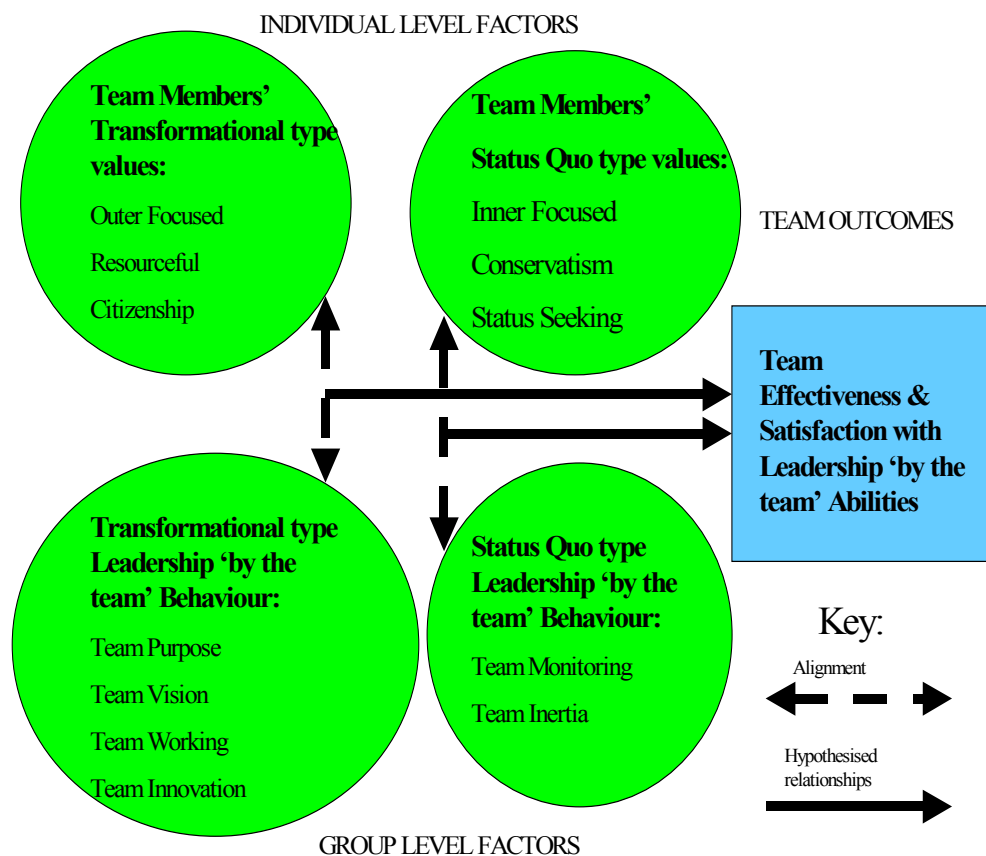 INDIVIDUAL LEVEL FACTORS
Team Members’
Transformational type
values:
Outer Focused
Resourceful
Citizenship
Team Members’
Status Quo type values:
Inner Focused
Conservatism
Status Seeking
TEAM OUTCOMES
Team
Effectiveness &
Satisfaction with
Leadership ‘by the
team’ Abilities
Transformational type
Leadership ‘by the
team’ Behaviour:
Team Purpose
Team Vision
Team Working
Team Innovation
Status Quo type
Leadership ‘by the
team’ Behaviour:
Team Monitoring
Team Inertia
Key:
Alignment
Hypothesised
relationships
GROUP LEVEL FACTORS